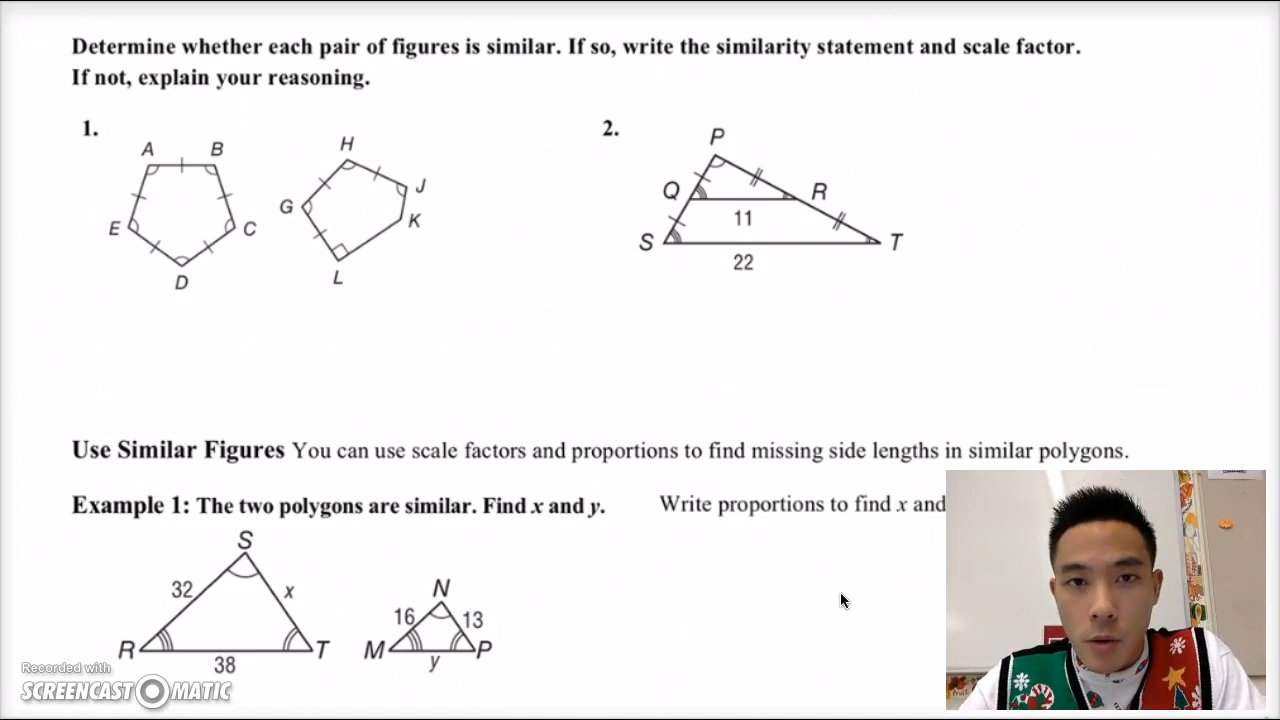 Determine whether each pair of figures is similar. If so, write the similarity statement and scale factor.
If not, explain your reasoning.
1.
A B
E C
D
H
J
G
K
L
2.
P
Q R
11
S T
22
Use Similar Figures You can use scale factors and proportions to find missing side lengths in similar polygons.
Example 1: The two polygons are similar. Find x and y.
Write proportions to find x and
S
32 x
R T
38
N
16 13
M P
y
Recorded with
SCREENCAST O MATIC